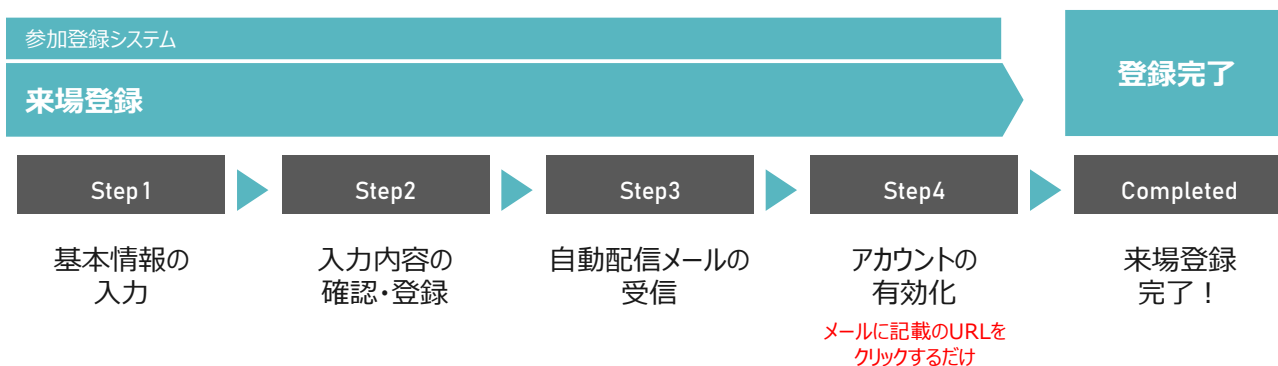 参加登録システム
来場登録
登録完了
Step1
Step2
Step3
Step4
Completed
基本情報の
入力
入力内容の
確認・登録
自動配信メールの
受信
アカウントの
有効化
メールに記載のURLを
クリックするだけ
来場登録
完了！